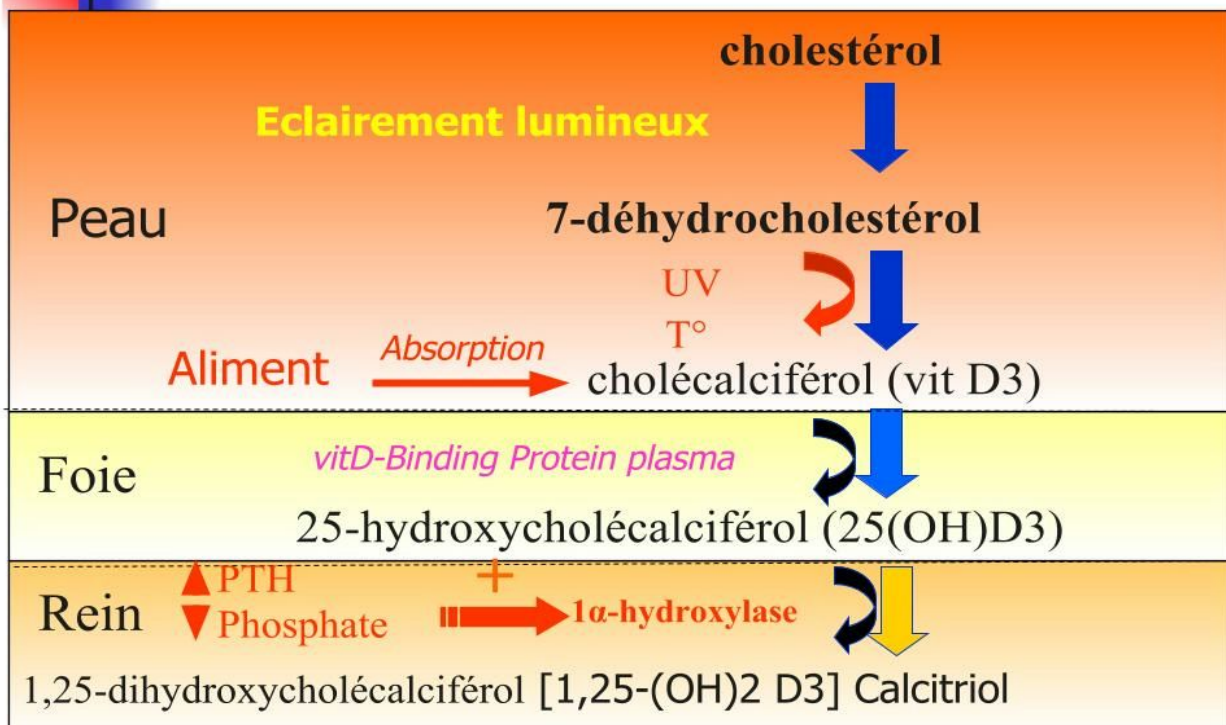 cholestérol
Eclairement lumineux
Peau
7-déhydrocholestérol
UV
T°
Aliment
Absorption
cholécalciférol (vit D3)
Foie
vitD-Binding Protein plasma
25-hydroxycholécalciférol (25(OH)D3)
Rein
PTH
+
Phosphate
1α-hydroxylase
1,25-dihydroxycholécalciférol [1,25-(OH)2 D3] Calcitriol